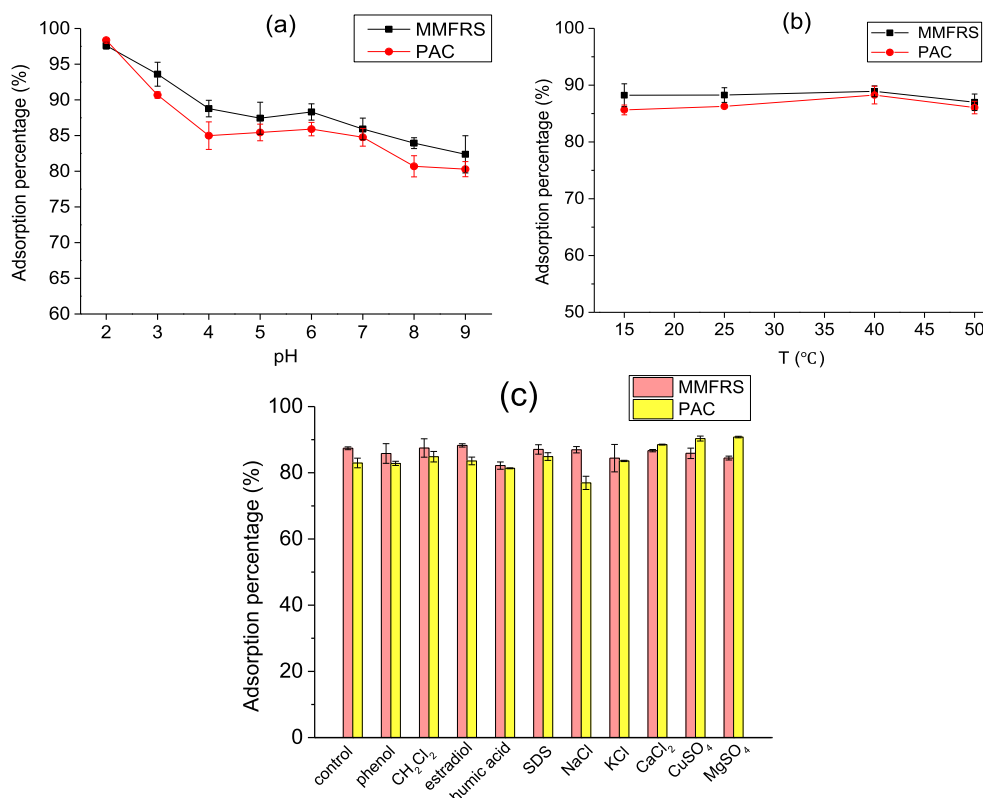 (a)
MMFRS
PAC
100
95
90
85
80
75
70
65
60
Adsorption percentage (%)
2 3 4 5 6 7 8 9
pH
(b)
MMFRS
PAC
100
90
80
70
60
50
Adsorption percentage (%)
15 20 25 30 35 40 45 50
T (℃)
(c)
MMFRS
PAC
100
80
60
40
20
0
Adsorption percentage (%)
control phenol CH₂Cl₂ estradiol humic acid SDS NaCl KCl CaCl₂ CuSO₄ MgSO₄